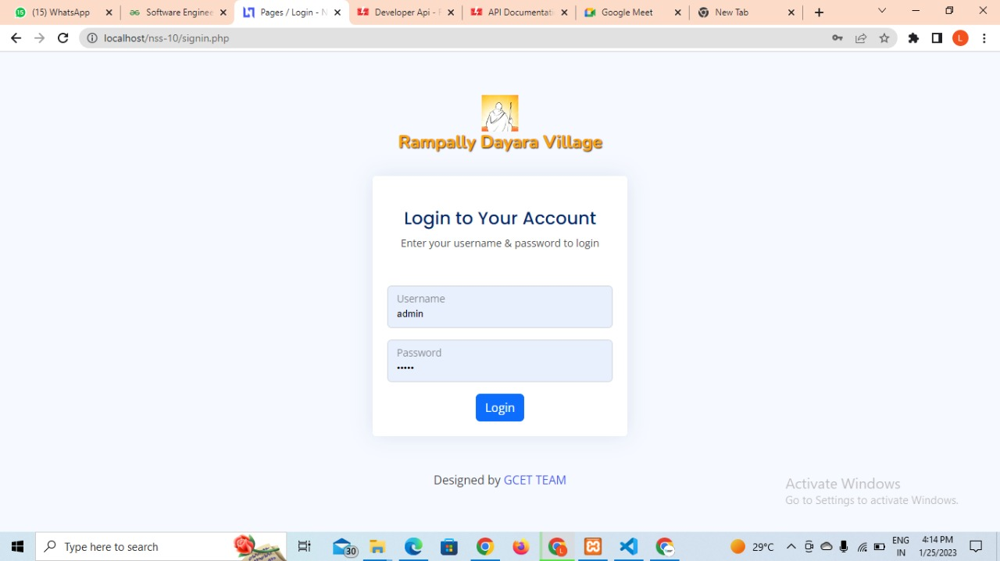 (15) WhatsApp
Software Enginee
Pages / Login - N
Developer Api - F
API Documentati
Google Meet
New Tab
localhost/nss-10/signin.php
L
Rampally Dayara Village
Login to Your Account
Enter your username & password to login
Username
admin
Password
•••••
Login
Designed by GCET TEAM
Activate Windows
Go to Settings to activate Windows.
Type here to search
30
L
29°C
ENG
IN
4:14 PM
1/25/2023